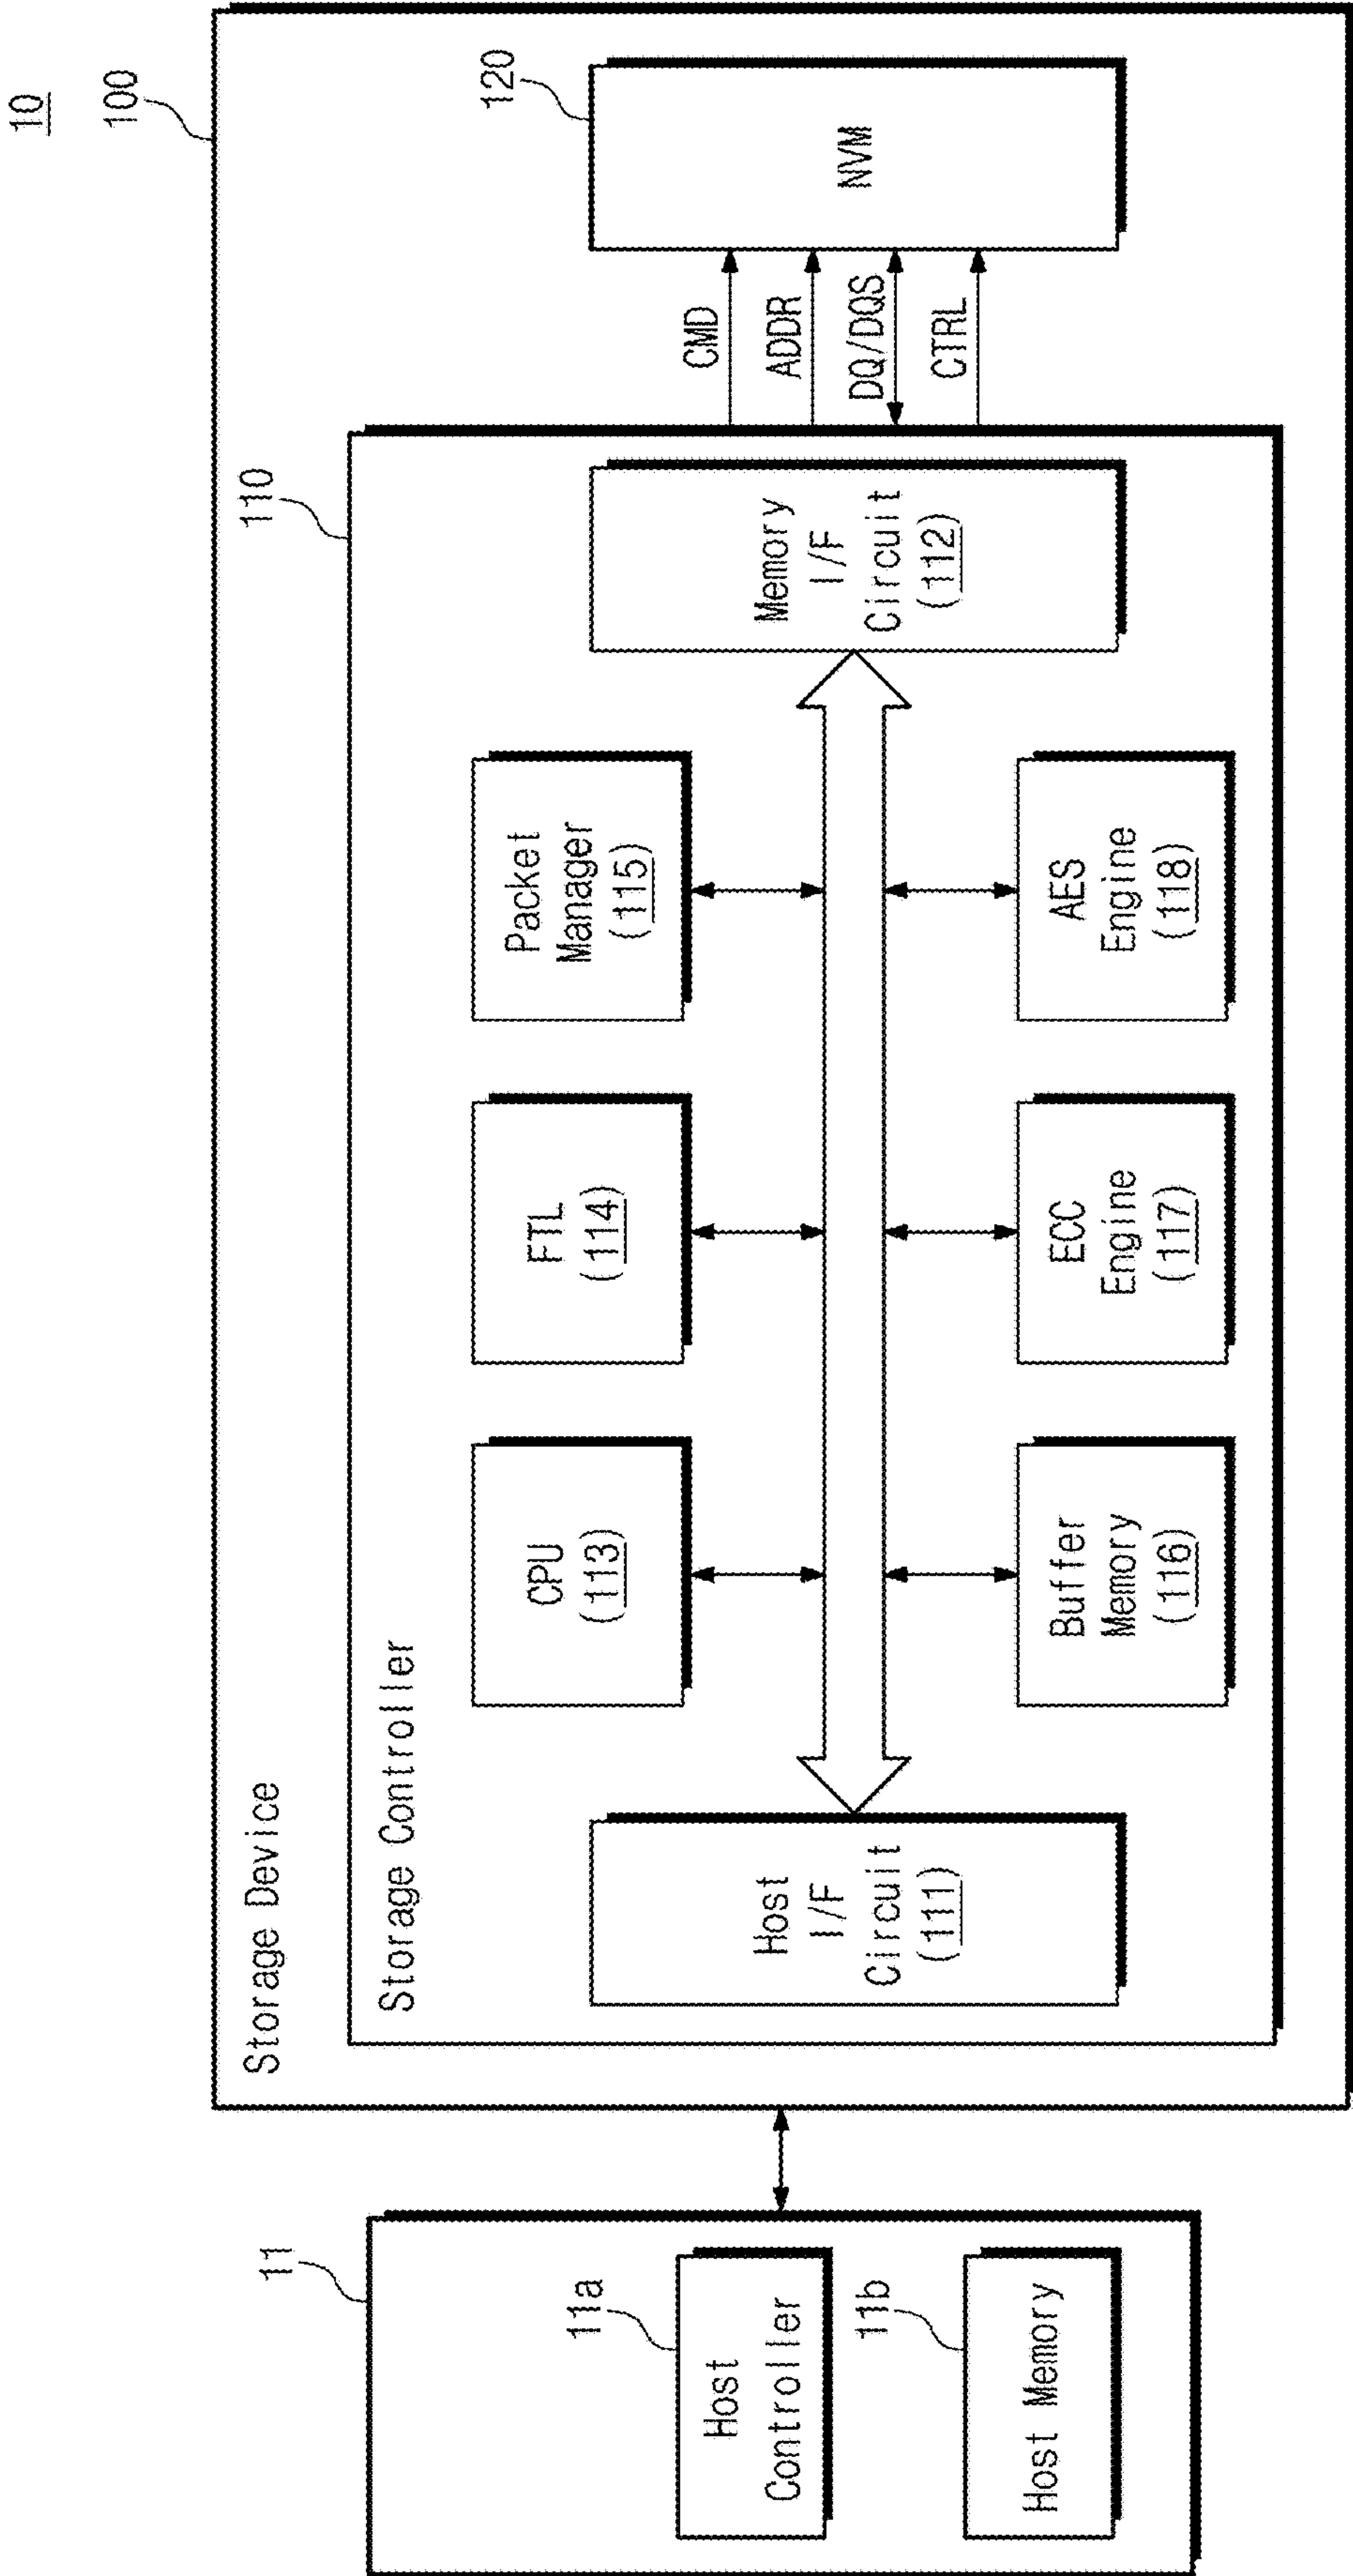 10
100
Storage Device
110
Storage Controller
11
11a
Host
Controller
11b
Host Memory
Host
I/F
Circuit
(111)
CPU
(113)
FTL
(114)
Packet
Manager
(115)
Buffer
Memory
(116)
ECC
Engine
(117)
AES
Engine
(118)
Memory
I/F
Circuit
(112)
CMD
ADDR
DQ/DQS
CTRL
120
NVM